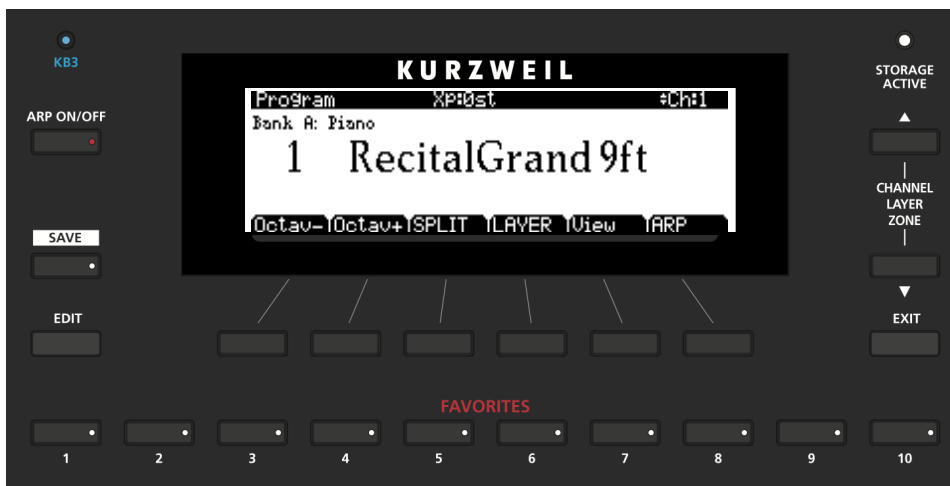 KB3
KURZWEIL
STORAGE
ACTIVE
Program Xp:0st ÷Ch:1
ARP ON/OFF
Bank A: Piano
1 RecitalGrand 9ft
CHANNEL
LAYER
ZONE
Octav- Octav+ SPLIT LAYER View ARP
SAVE
EDIT
EXIT
FAVORITES
1 2 3 4 5 6 7 8 9 10